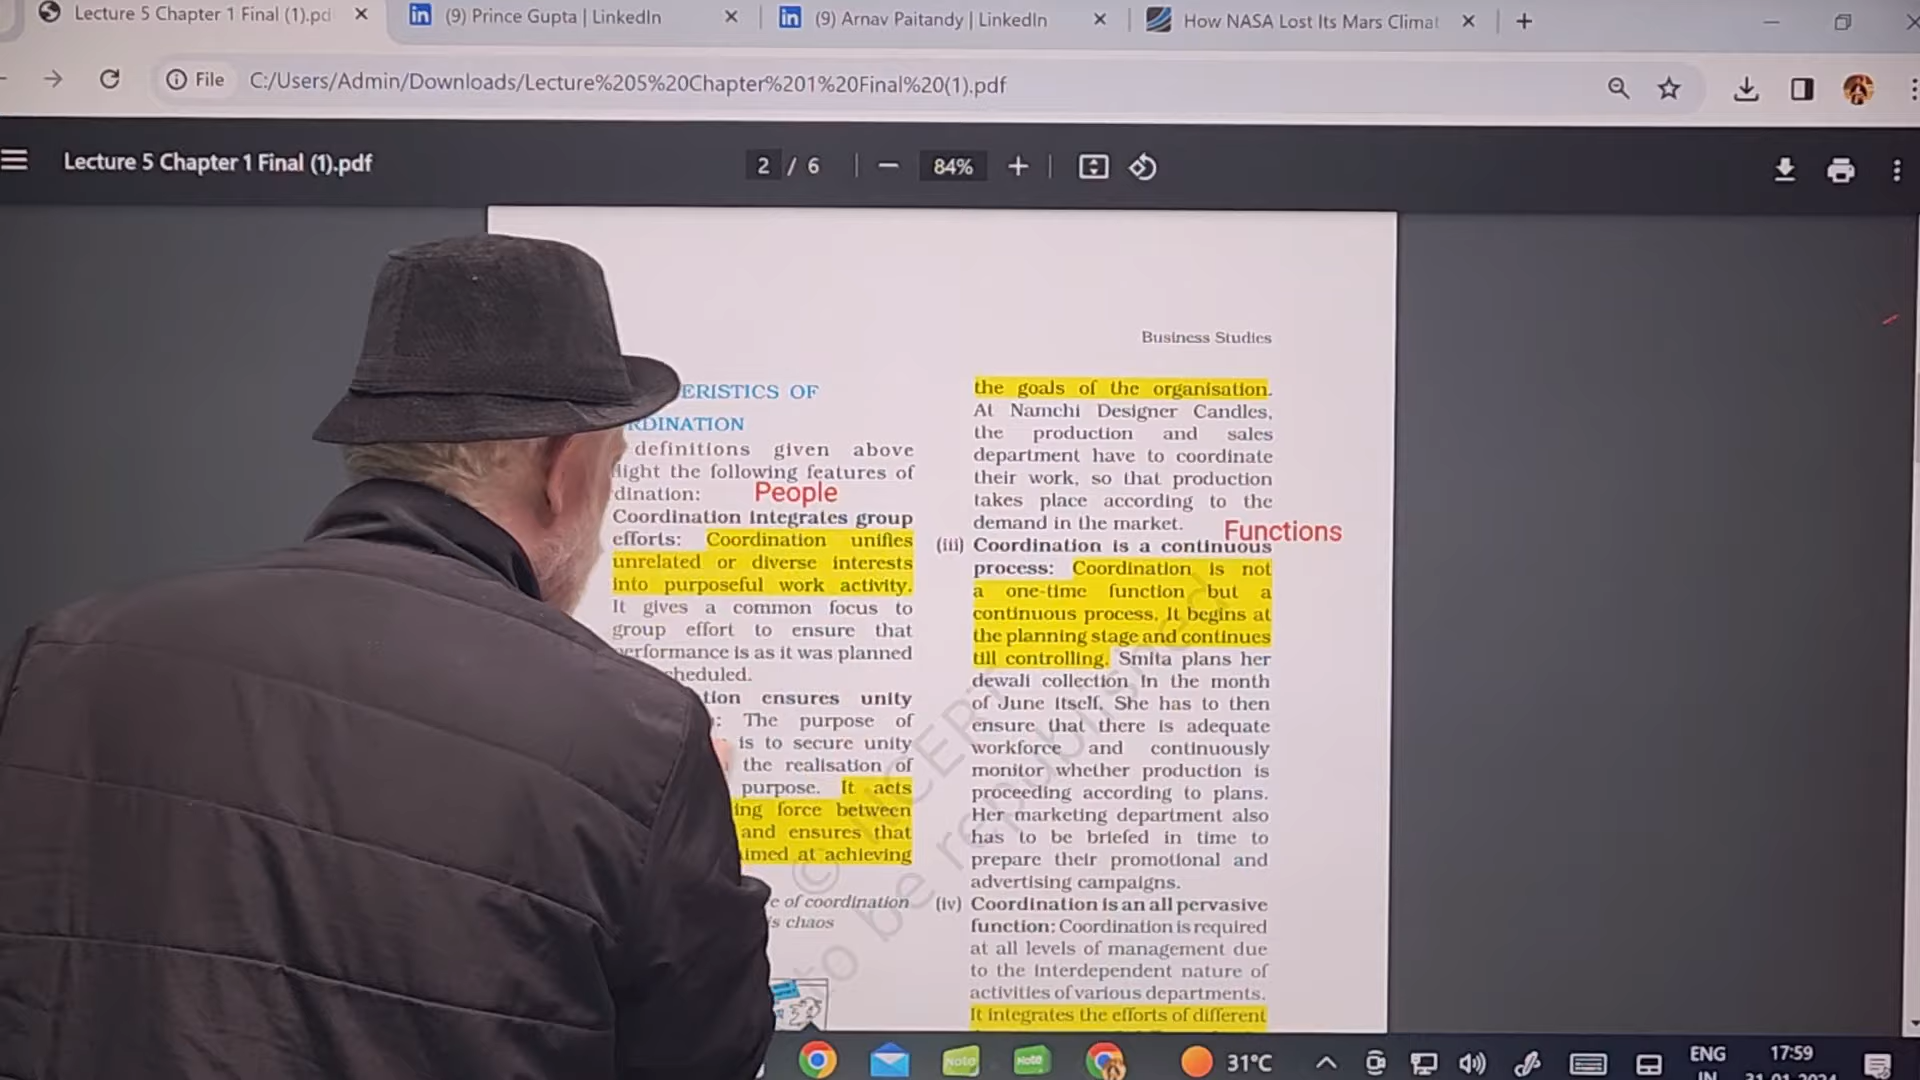 Lecture 5 Chapter 1 Final (1).pd
(9) Prince Gupta | LinkedIn
(9) Arnav Paitandy | LinkedIn
How NASA Lost Its Mars Climat
File
C:/Users/Admin/Downloads/Lecture%205%20Chapter%201%20Final%20(1).pdf
Lecture 5 Chapter 1 Final (1).pdf
2 / 6
84%
Business Studies
ERISTICS OF
RDINATION
definitions given above
light the following features of
dination:
People
Coordination integrates group
efforts: Coordination unifies
unrelated or diverse interests
into purposeful work activity.
It gives a common focus to
group effort to ensure that
performance is as it was planned
scheduled.
tion ensures unity
: The purpose of
is to secure unity
the realisation of
purpose. It acts
ing force between
and ensures that
imed at achieving
e of coordination
s chaos
the goals of the organisation.
At Namchi Designer Candles,
the production and sales
department have to coordinate
their work, so that production
takes place according to the
demand in the market.
Functions
(iii) Coordination is a continuous
process: Coordination is not
a one-time function but a
continuous process. It begins at
the planning stage and continues
till controlling. Smita plans her
dewali collection in the month
of June itself. She has to then
ensure that there is adequate
workforce and continuously
monitor whether production is
proceeding according to plans.
Her marketing department also
has to be briefed in time to
prepare their promotional and
advertising campaigns.
(iv) Coordination is an all pervasive
function: Coordination is required
at all levels of management due
to the interdependent nature of
activities of various departments.
It integrates the efforts of different
© NCERT
to be republished
Note
Note
31°C
ENG
IN
17:59
31-01-2024